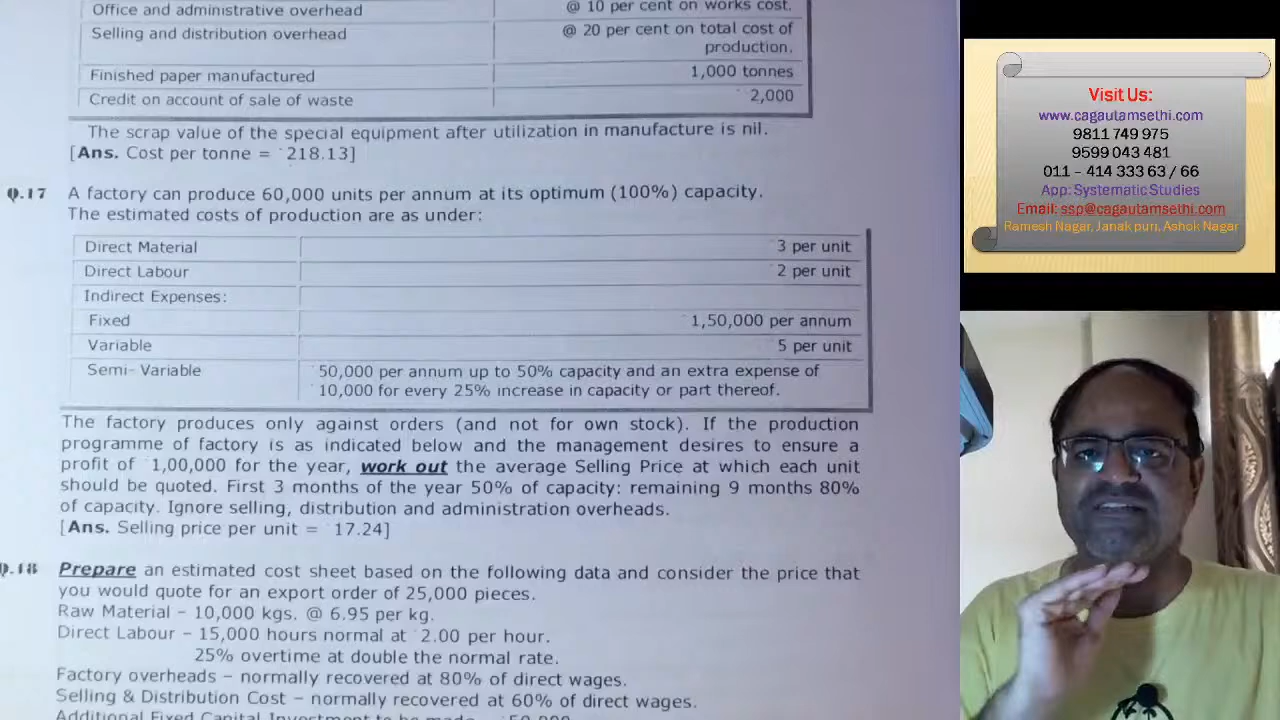 Office and administrative overhead @ 10 per cent on works cost.
Selling and distribution overhead @ 20 per cent on total cost of
production.
Finished paper manufactured 1,000 tonnes
Credit on account of sale of waste 2,000
The scrap value of the special equipment after utilization in manufacture is nil.
[Ans. Cost per tonne = 218.13]
Q.17 A factory can produce 60,000 units per annum at its optimum (100%) capacity.
The estimated costs of production are as under:
Direct Material 3 per unit
Direct Labour 2 per unit
Indirect Expenses:
Fixed 1,50,000 per annum
Variable 5 per unit
Semi- Variable 50,000 per annum up to 50% capacity and an extra expense of
10,000 for every 25% increase in capacity or part thereof.
The factory produces only against orders (and not for own stock). If the production
programme of factory is as indicated below and the management desires to ensure a
profit of 1,00,000 for the year, work out the average Selling Price at which each unit
should be quoted. First 3 months of the year 50% of capacity: remaining 9 months 80%
of capacity. Ignore selling, distribution and administration overheads.
[Ans. Selling price per unit = 17.24]
Q.18 Prepare an estimated cost sheet based on the following data and consider the price that
you would quote for an export order of 25,000 pieces.
Raw Material – 10,000 kgs. @ 6.95 per kg.
Direct Labour – 15,000 hours normal at 2.00 per hour.
25% overtime at double the normal rate.
Factory overheads – normally recovered at 80% of direct wages.
Selling & Distribution Cost – normally recovered at 60% of direct wages.
Additional Fixed Capital Investment to be made 50,000
Visit Us:
www.cagautamsethi.com
9811 749 975
9599 043 481
011 – 414 333 63 / 66
App: Systematic Studies
Email: ssp@cagautamsethi.com
Ramesh Nagar, Janak puri, Ashok Nagar